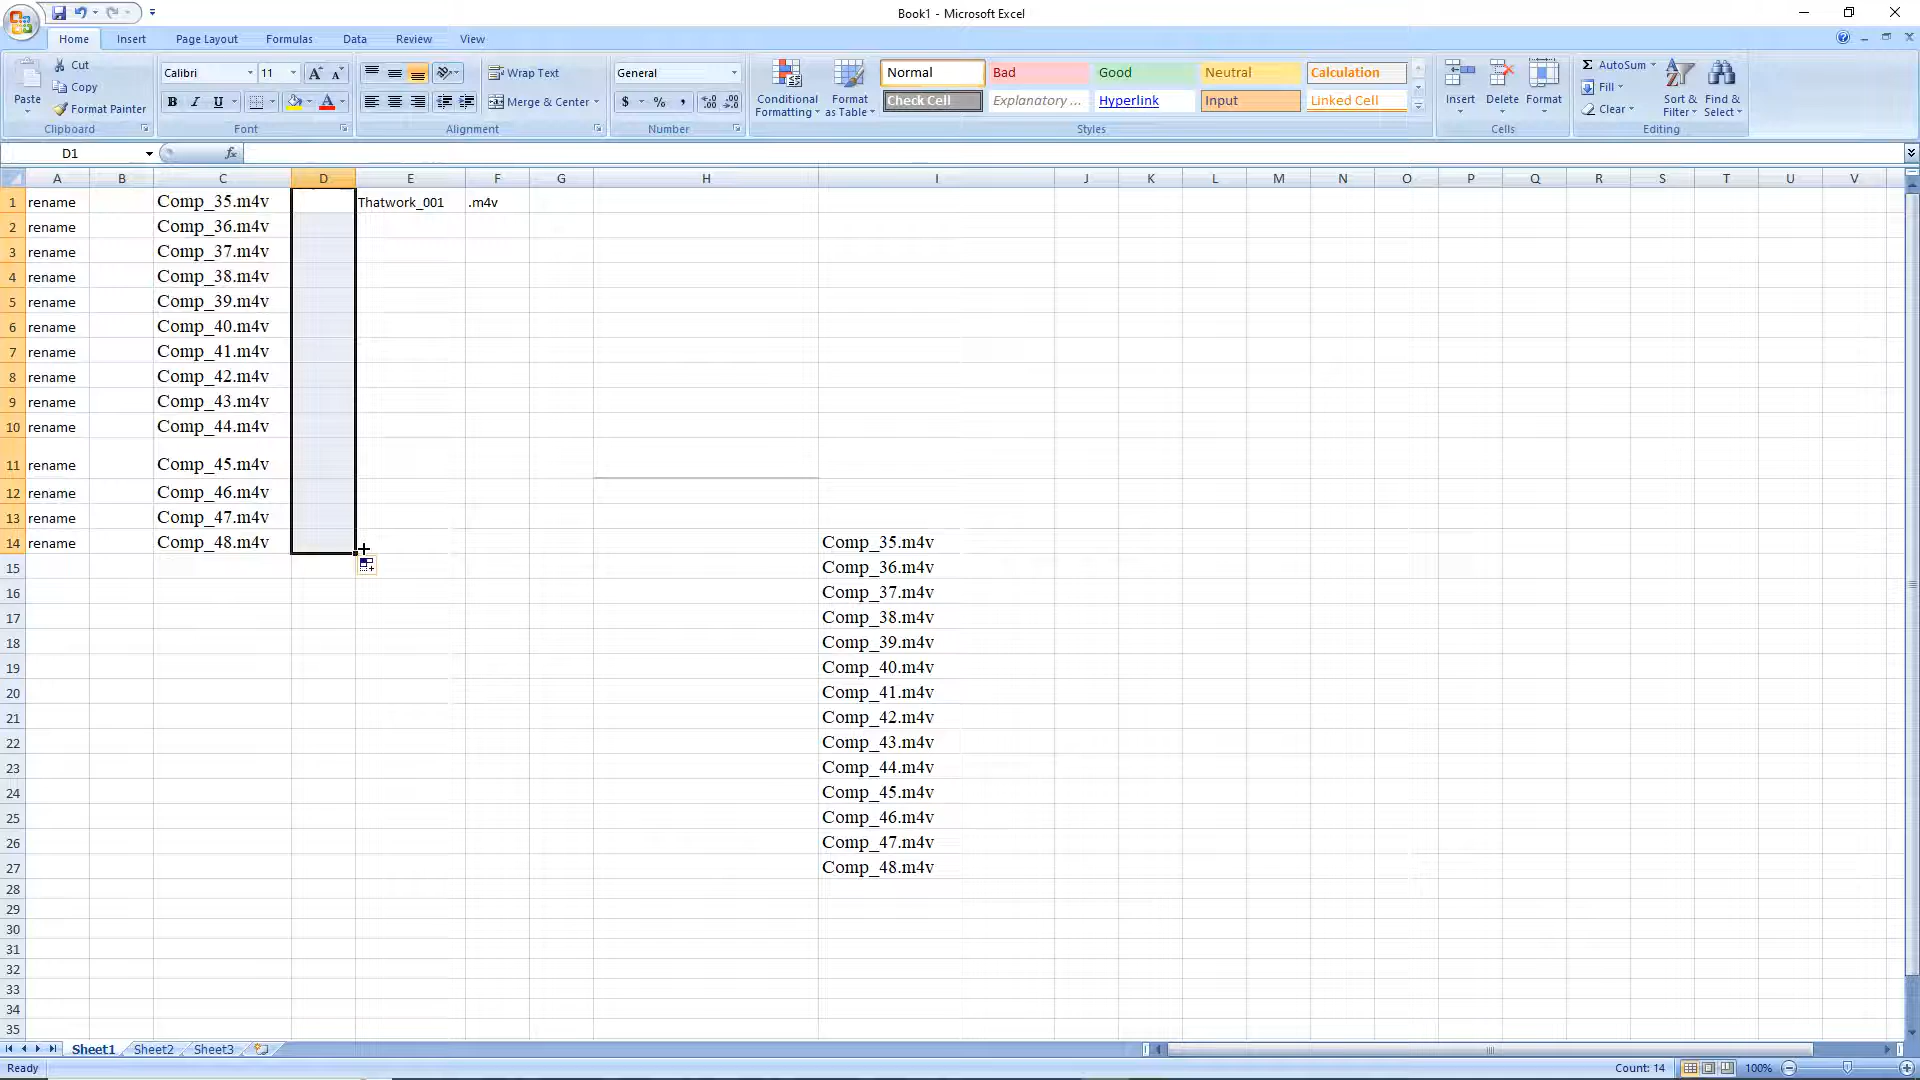 Book1 - Microsoft Excel
Home Insert Page Layout Formulas Data Review View
Paste Cut Copy Format Painter Clipboard
Calibri 11 B I U Font
Wrap Text Merge & Center Alignment
General $ % , Number
Conditional Formatting Format as Table
Normal Bad Good Neutral Calculation
Check Cell Explanatory ... Hyperlink Input Linked Cell
Styles
Insert Delete Format Cells
AutoSum Fill Clear Sort & Filter Find & Select Editing
D1 fx
A B C D E F G H I J K L M N O P Q R S T U V
1 rename Comp_35.m4v Thatwork_001 .m4v
2 rename Comp_36.m4v
3 rename Comp_37.m4v
4 rename Comp_38.m4v
5 rename Comp_39.m4v
6 rename Comp_40.m4v
7 rename Comp_41.m4v
8 rename Comp_42.m4v
9 rename Comp_43.m4v
10 rename Comp_44.m4v
11 rename Comp_45.m4v
12 rename Comp_46.m4v
13 rename Comp_47.m4v
14 rename Comp_48.m4v Comp_35.m4v
15 Comp_36.m4v
16 Comp_37.m4v
17 Comp_38.m4v
18 Comp_39.m4v
19 Comp_40.m4v
20 Comp_41.m4v
21 Comp_42.m4v
22 Comp_43.m4v
23 Comp_44.m4v
24 Comp_45.m4v
25 Comp_46.m4v
26 Comp_47.m4v
27 Comp_48.m4v
28
29
30
31
32
33
34
35
Sheet1 Sheet2 Sheet3
Ready Count: 14 100%